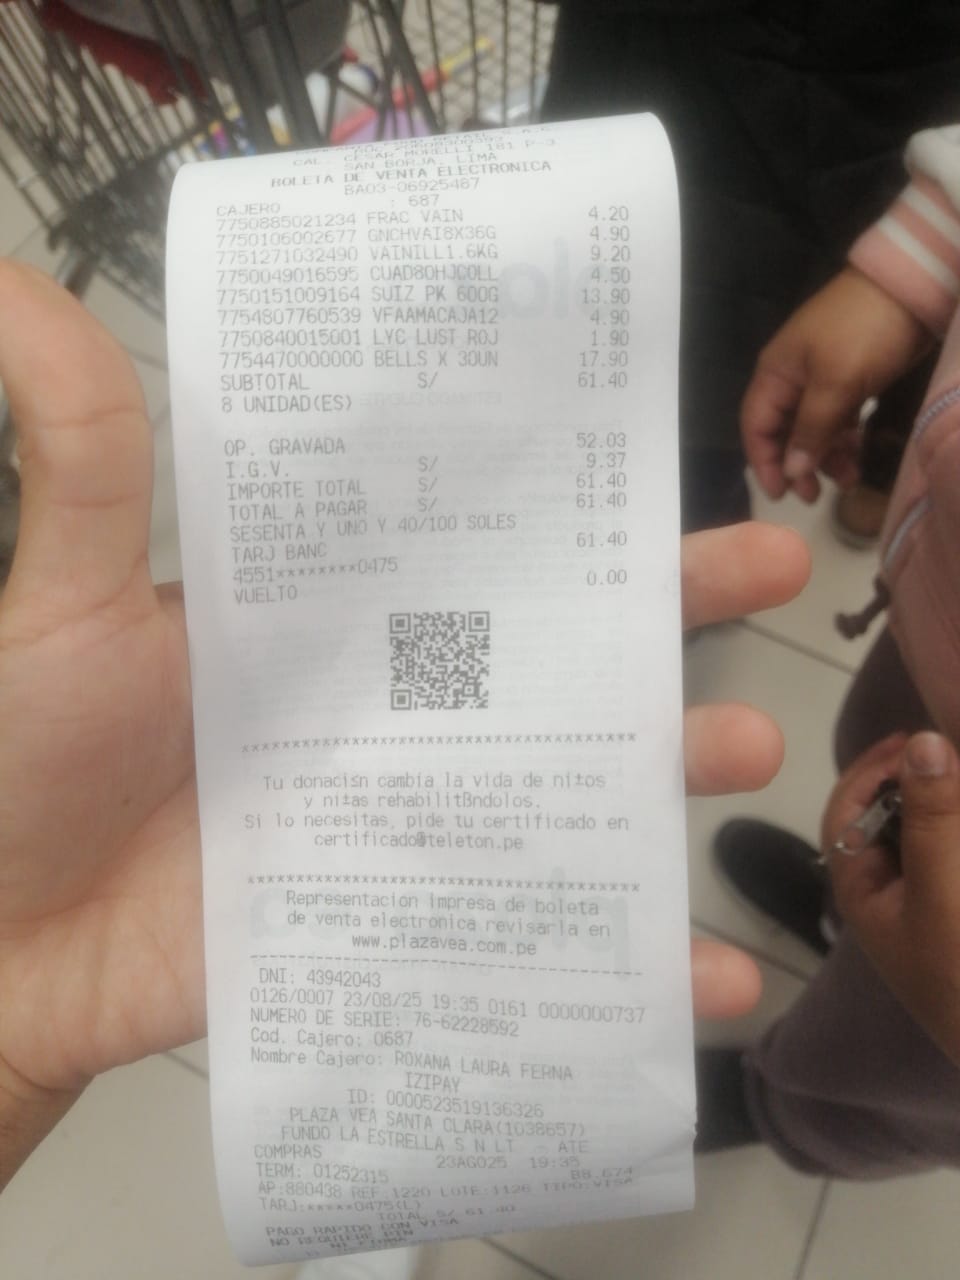 CAL. CESAR MORELLI 181 P-3
SAN BORJA, LIMA
BOLETA DE VENTA ELECTRONICA
BA03-06925487
CAJERO : 687
7750885021234 FRAC VAIN 4.20
7750106002677 GNCHVAI8X36G 4.90
7751271032490 VAINILL1.6KG 9.20
7750049016595 CUAD80HJCOLL 4.50
7750151009164 SUIZ PK 600G 13.90
7754807760539 VFAAMACAJA12 4.90
7750840015001 LYC LUST ROJ 1.90
7754470000000 BELLS X 30UN 17.90
SUBTOTAL S/ 61.40
8 UNIDAD(ES)
OP. GRAVADA 52.03
I.G.V. S/ 9.37
IMPORTE TOTAL S/ 61.40
TOTAL A PAGAR S/ 61.40
SESENTA Y UNO Y 40/100 SOLES
TARJ BANC 61.40
4551********0475
VUELTO 0.00
****************************************
Tu donación cambia la vida de nitos
y nitas rehabilitßndolos.
Si lo necesitas, pide tu certificado en
certificado@teleton.pe
****************************************
Representacion impresa de boleta
de venta electronica revisarla en
www.plazavea.com.pe
----------------------------------------
DNI: 43942043
0126/0007 23/08/25 19:35 0161 0000000737
NUMERO DE SERIE: 76-62228592
Cod. Cajero: 0687
Nombre Cajero: ROXANA LAURA FERNA
IZIPAY
ID: 0000523519136326
PLAZA VEA SANTA CLARA(1038657)
FUNDO LA ESTRELLA S N LT - ATE
COMPRAS 23AGO25 19:35
TERM: 01252315 B8.674
AP:880438 REF:1220 LOTE:1126 TIPO:VISA
TARJ:*****0475(L)
TOTAL S/ 61.40
PAGO RAPIDO CON VISA
NO REQUIERE PIN
NI FIRMA